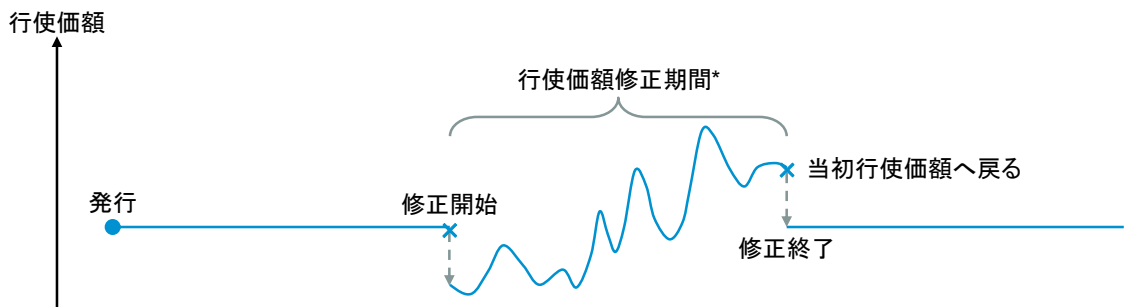 行使価額
行使価額修正期間*
発行
修正開始
当初行使価額へ戻る
修正終了